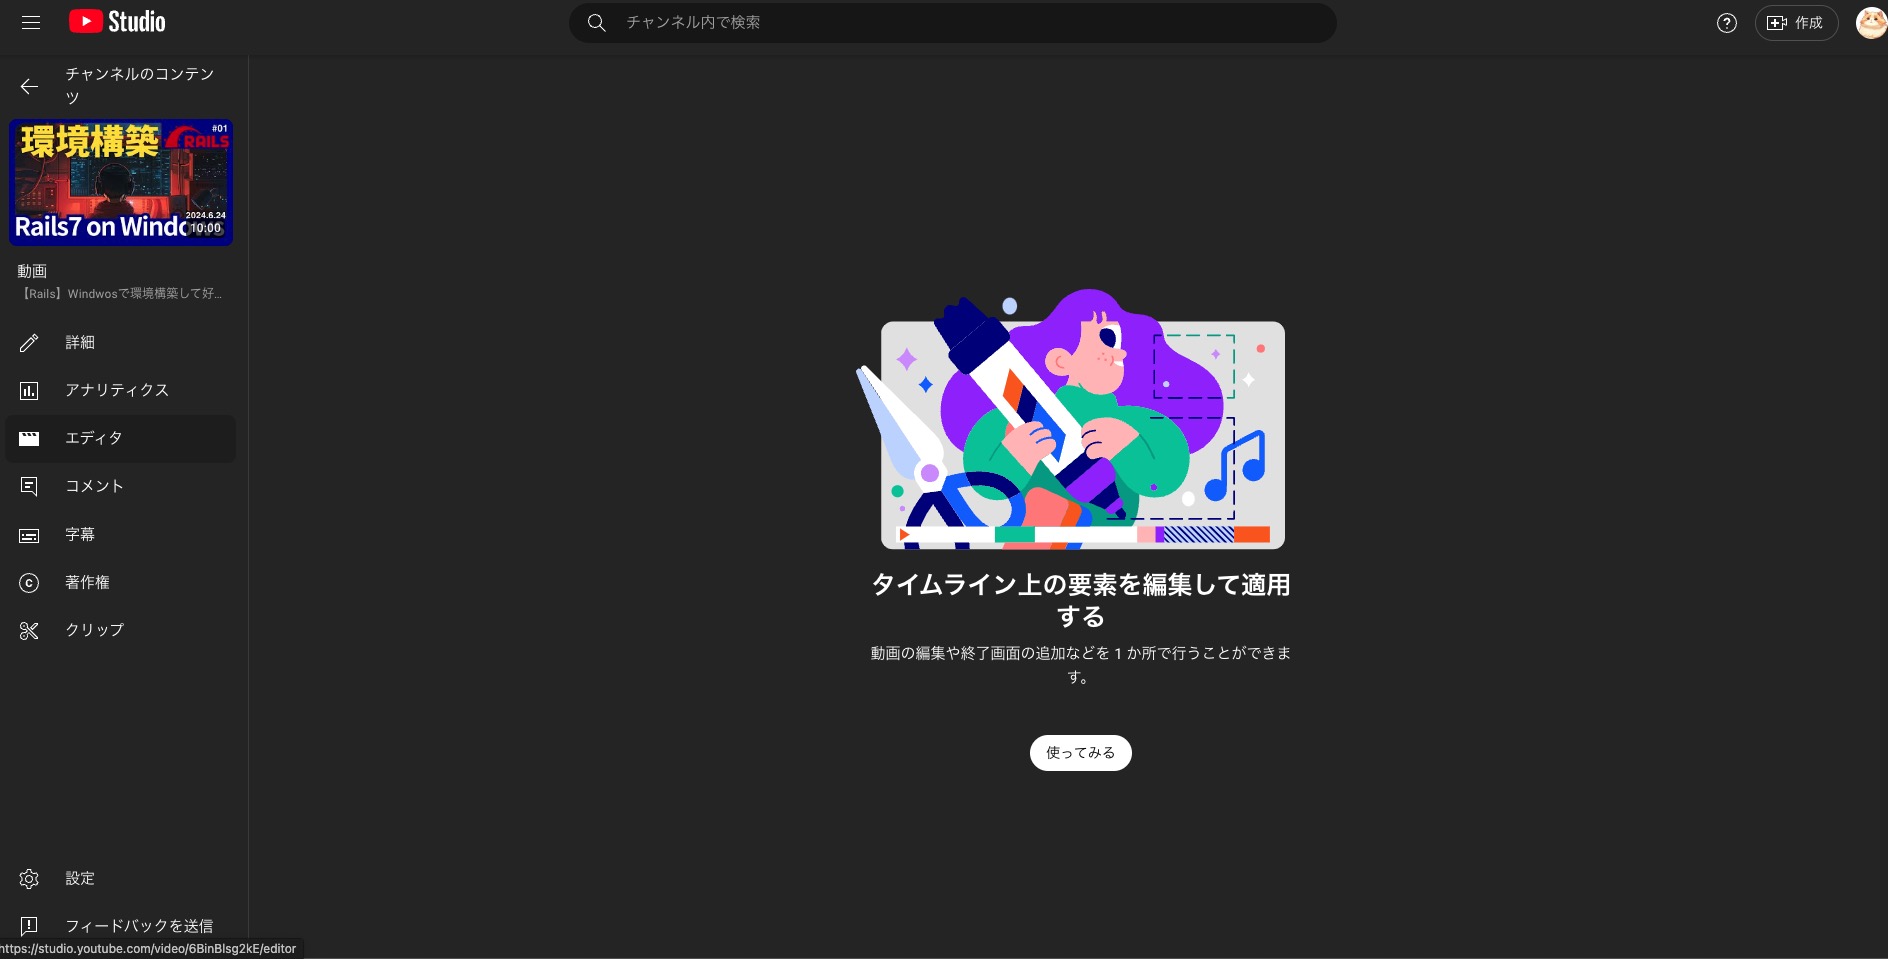 Studio
チャンネル内で検索
作成
チャンネルのコンテン
ツ
環境構築
#01
RAILS
2024.6.24
Rails7 on Windows
10:00
動画
【Rails】Windwosで環境構築して好...
詳細
アナリティクス
エディタ
コメント
字幕
著作権
クリップ
タイムライン上の要素を編集して適用
する
動画の編集や終了画面の追加などを 1 か所で行うことができま
す。
使ってみる
設定
フィードバックを送信
https://studio.youtube.com/video/6BinBlsg2kE/editor